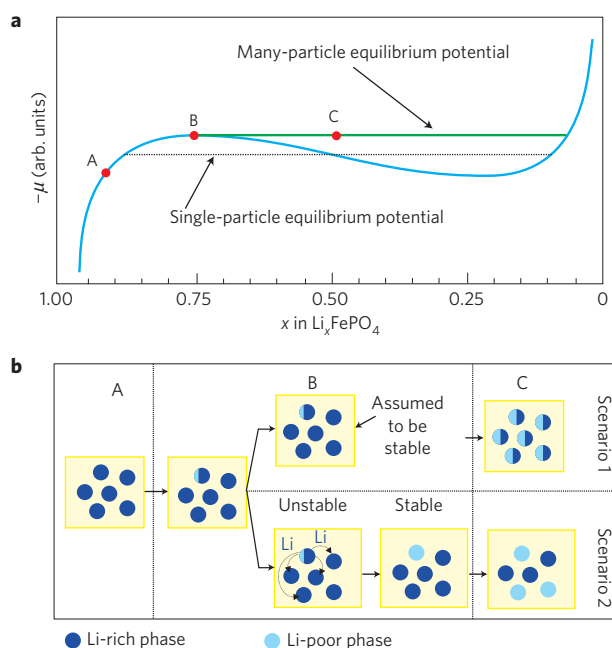 a
Many-particle equilibrium potential
B
C
A
−μ (arb. units)
Single-particle equilibrium potential
1.00 0.75 0.50 0.25 0
x in LiₓFePO₄
b
A B C
Assumed
to be
stable
Scenario 1
Unstable Stable
Li Li
Scenario 2
Li-rich phase Li-poor phase